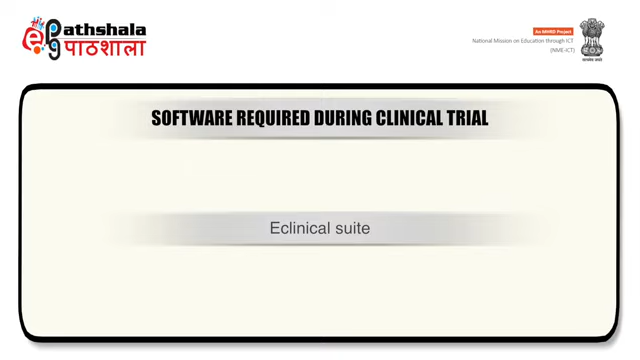 ePathshala
पाठशाला
An MHRD Project
National Mission on Education through ICT
(NME-ICT)
SOFTWARE REQUIRED DURING CLINICAL TRIAL
Eclinical suite